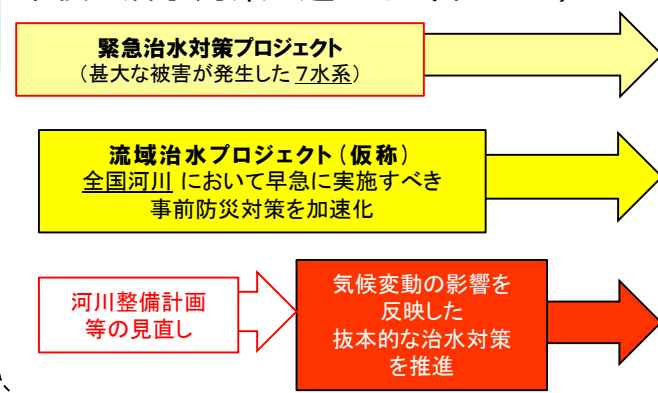 緊急治水対策プロジェクト
（甚大な被害が発生した 7水系）
流域治水プロジェクト（仮称）
全国河川 において早急に実施すべき
事前防災対策を加速化
河川整備計画
等の見直し
気候変動の影響を
反映した
抜本的な治水対策
を推進
、